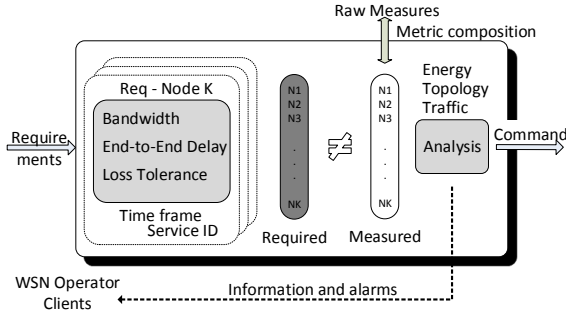 Raw Measures
Metric composition
Req - Node K
Bandwidth
End-to-End Delay
Loss Tolerance
Time frame
Service ID
Require
ments
N1
N2
N3
.
.
.
NK
Required
≠
N1
N2
N3
.
.
.
NK
Measured
Energy
Topology
Traffic
Analysis
Command
WSN Operator
Clients
Information and alarms